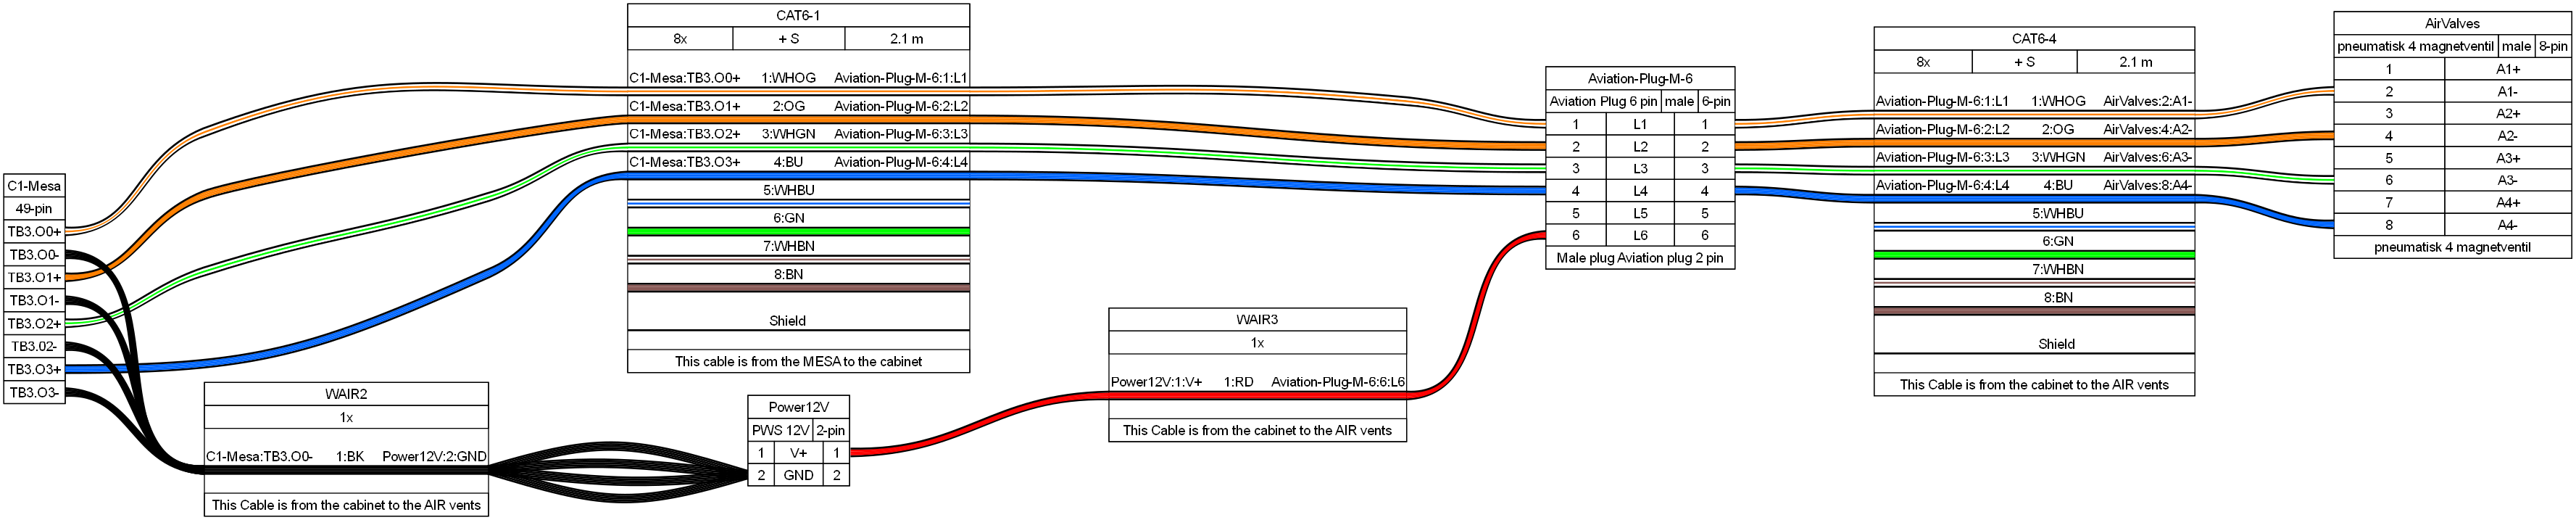 C1-Mesa
49-pin
TB3.O0+
TB3.O0-
TB3.O1+
TB3.O1-
TB3.O2+
TB3.02-
TB3.O3+
TB3.O3-
WAIR2
1x
C1-Mesa:TB3.O0- 1:BK Power12V:2:GND
This Cable is from the cabinet to the AIR vents
CAT6-1
8x + S 2.1 m
C1-Mesa:TB3.O0+ 1:WHOG Aviation-Plug-M-6:1:L1
C1-Mesa:TB3.O1+ 2:OG Aviation-Plug-M-6:2:L2
C1-Mesa:TB3.O2+ 3:WHGN Aviation-Plug-M-6:3:L3
C1-Mesa:TB3.O3+ 4:BU Aviation-Plug-M-6:4:L4
5:WHBU
6:GN
7:WHBN
8:BN
Shield
This cable is from the MESA to the cabinet
Power12V
PWS 12V 2-pin
1 V+ 1
2 GND 2
WAIR3
1x
Power12V:1:V+ 1:RD Aviation-Plug-M-6:6:L6
This Cable is from the cabinet to the AIR vents
Aviation-Plug-M-6
Aviation Plug 6 pin male 6-pin
1 L1 1
2 L2 2
3 L3 3
4 L4 4
5 L5 5
6 L6 6
Male plug Aviation plug 2 pin
CAT6-4
8x + S 2.1 m
Aviation-Plug-M-6:1:L1 1:WHOG AirValves:2:A1-
Aviation-Plug-M-6:2:L2 2:OG AirValves:4:A2-
Aviation-Plug-M-6:3:L3 3:WHGN AirValves:6:A3-
Aviation-Plug-M-6:4:L4 4:BU AirValves:8:A4-
5:WHBU
6:GN
7:WHBN
8:BN
Shield
This Cable is from the cabinet to the AIR vents
AirValves
pneumatisk 4 magnetventil male 8-pin
1 A1+
2 A1-
3 A2+
4 A2-
5 A3+
6 A3-
7 A4+
8 A4-
pneumatisk 4 magnetventil